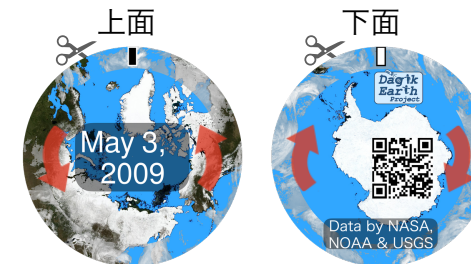 上面
下面
May 3,
2009
Dagik
Earth
Project
Data by NASA,
NOAA & USGS